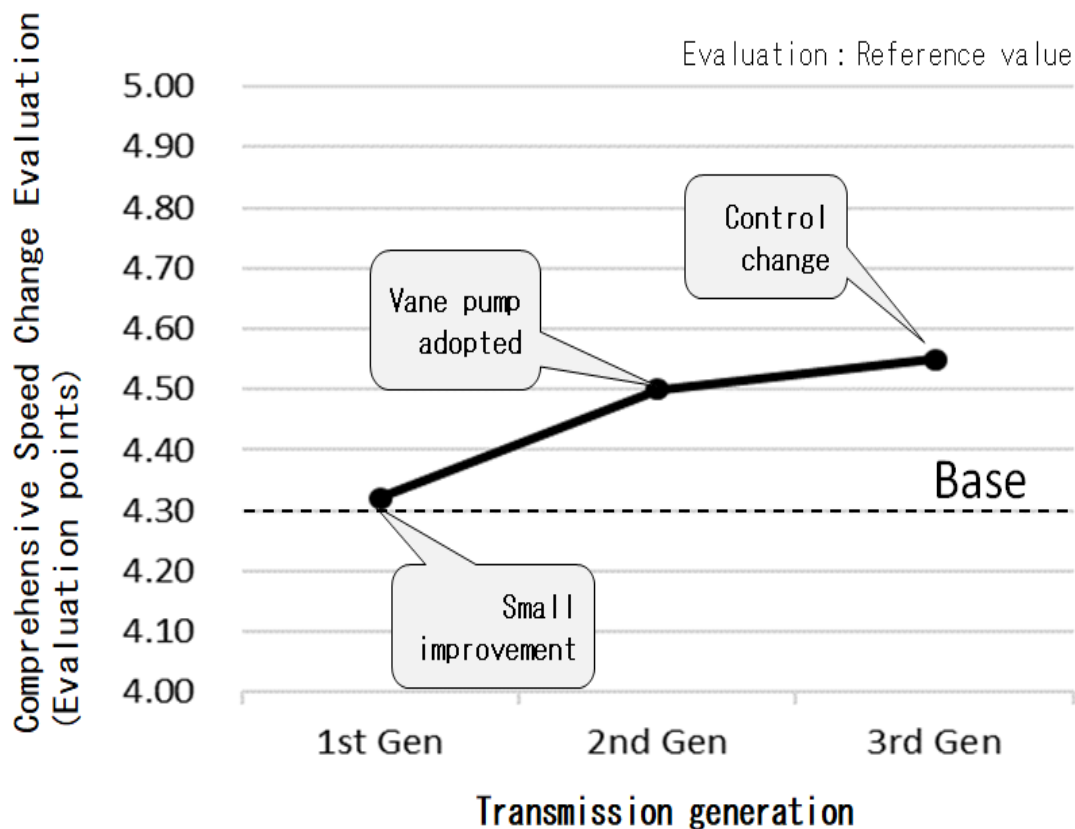 Evaluation：Reference value
Comprehensive Speed Change Evaluation
(Evaluation points)
5.00
4.90
4.80
4.70
4.60
4.50
4.40
4.30
4.20
4.10
4.00
Control
change
Vane pump
adopted
Base
Small
improvement
1st Gen
2nd Gen
3rd Gen
Transmission generation